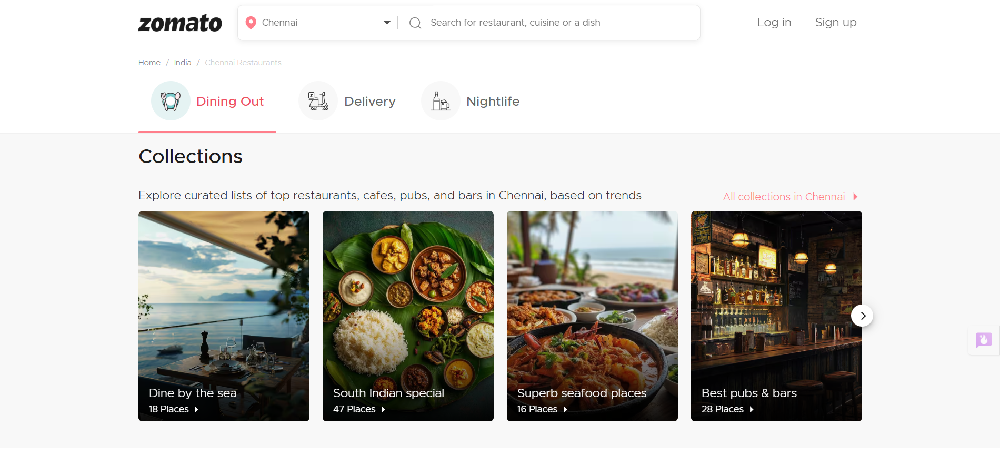 zomato
Chennai
Search for restaurant, cuisine or a dish
Log in
Sign up
Home / India / Chennai Restaurants
Dining Out
Delivery
Nightlife
Collections
Explore curated lists of top restaurants, cafes, pubs, and bars in Chennai, based on trends
All collections in Chennai
Dine by the sea
18 Places
South Indian special
47 Places
Superb seafood places
16 Places
Best pubs & bars
28 Places